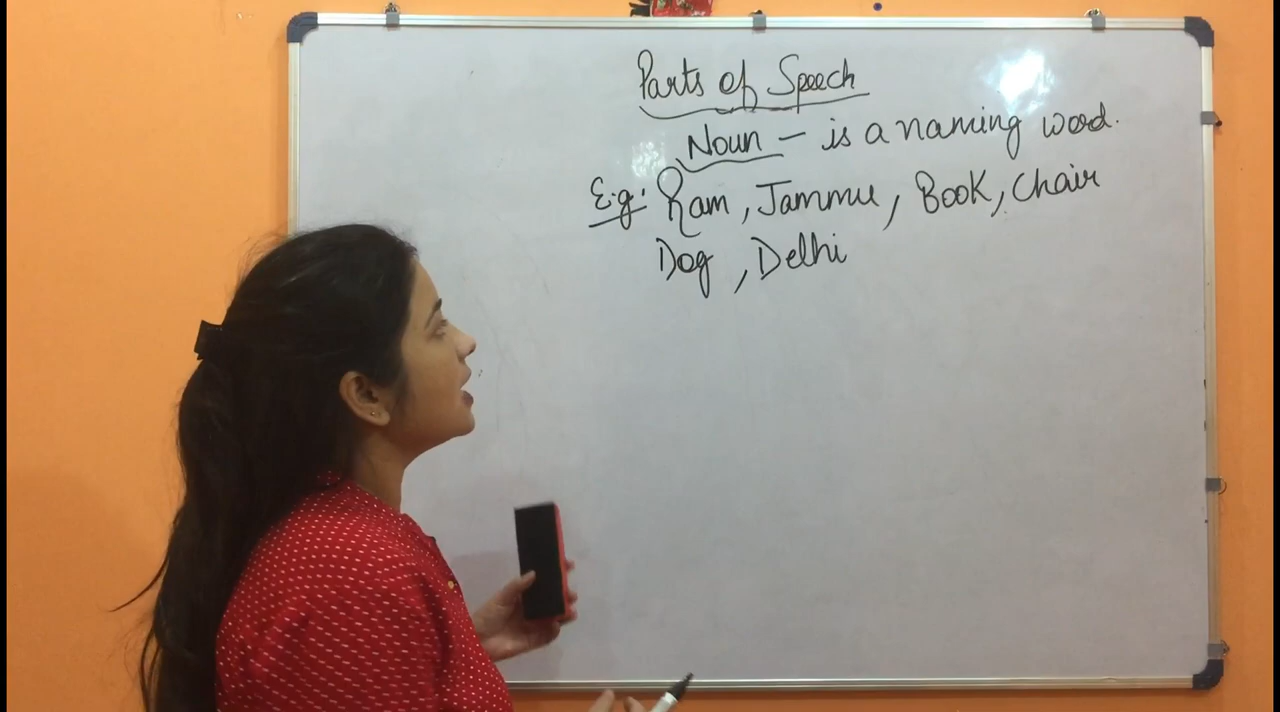 Parts of Speech
Noun – is a naming word.
E.g: Ram, Jammu, Book, Chair
Dog, Delhi